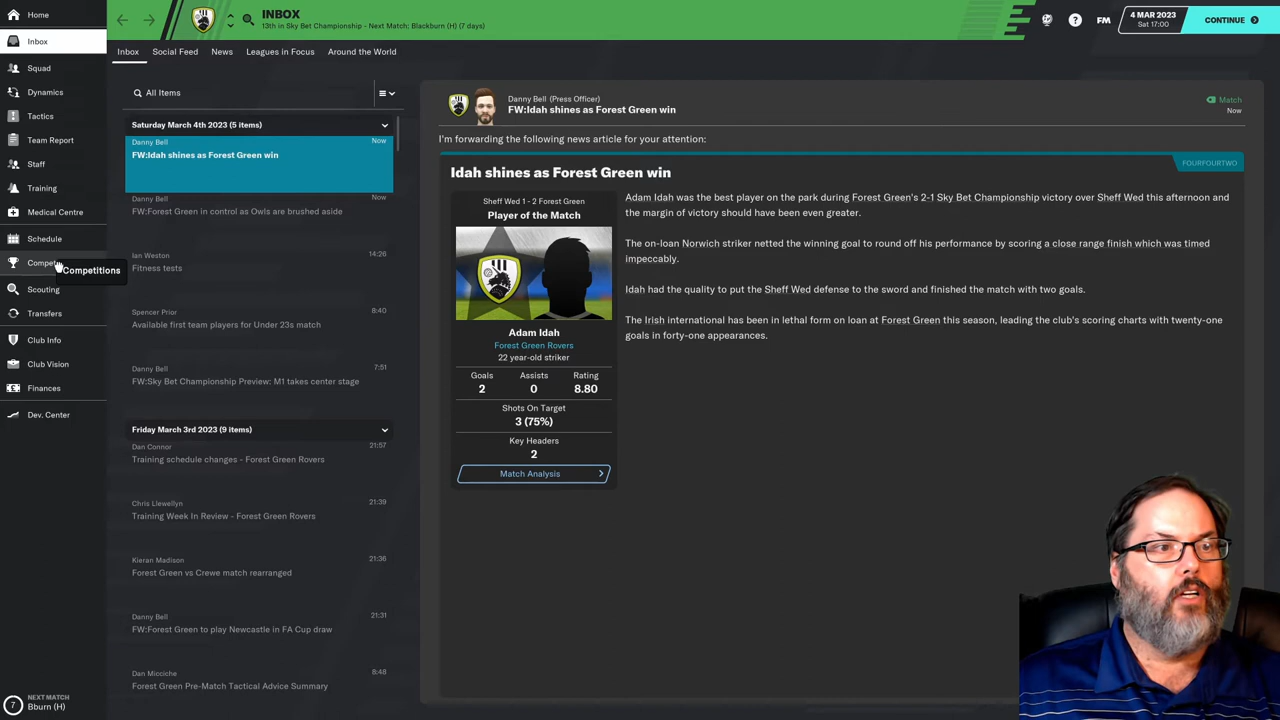 Home
Inbox
Squad
Dynamics
Tactics
Team Report
Staff
Training
Medical Centre
Schedule
Competitions
Scouting
Transfers
Club Info
Club Vision
Finances
Dev. Center
NEXT MATCH
7
Bburn (H)
INBOX
13th in Sky Bet Championship - Next Match: Blackburn (H) (7 days)
?
FM
4 MAR 2023
Sat 17:00
CONTINUE
Inbox
Social Feed
News
Leagues in Focus
Around the World
All Items
Saturday March 4th 2023 (5 items)
Danny Bell
Now
FW:Idah shines as Forest Green win
Danny Bell
Now
FW:Forest Green in control as Owls are brushed aside
Ian Weston
14:26
Fitness tests
Spencer Prior
8:40
Available first team players for Under 23s match
Danny Bell
7:51
FW:Sky Bet Championship Preview: M1 takes center stage
Friday March 3rd 2023 (9 items)
Dan Connor
21:57
Training schedule changes - Forest Green Rovers
Chris Llewellyn
21:39
Training Week In Review - Forest Green Rovers
Kieran Madison
21:36
Forest Green vs Crewe match rearranged
Danny Bell
21:31
FW:Forest Green to play Newcastle in FA Cup draw
Dan Micciche
8:48
Forest Green Pre-Match Tactical Advice Summary
Danny Bell (Press Officer)
FW:Idah shines as Forest Green win
Match
Now
I'm forwarding the following news article for your attention:
FOURFOURTWO
Idah shines as Forest Green win
Sheff Wed 1 - 2 Forest Green
Player of the Match
Adam Idah
Forest Green Rovers
22 year-old striker
Goals Assists Rating
2 0 8.80
Shots On Target
3 (75%)
Key Headers
2
Match Analysis
Adam Idah was the best player on the park during Forest Green's 2-1 Sky Bet Championship victory over Sheff Wed this afternoon and
the margin of victory should have been even greater.
The on-loan Norwich striker netted the winning goal to round off his performance by scoring a close range finish which was timed
impeccably.
Idah had the quality to put the Sheff Wed defense to the sword and finished the match with two goals.
The Irish international has been in lethal form on loan at Forest Green this season, leading the club's scoring charts with twenty-one
goals in forty-one appearances.